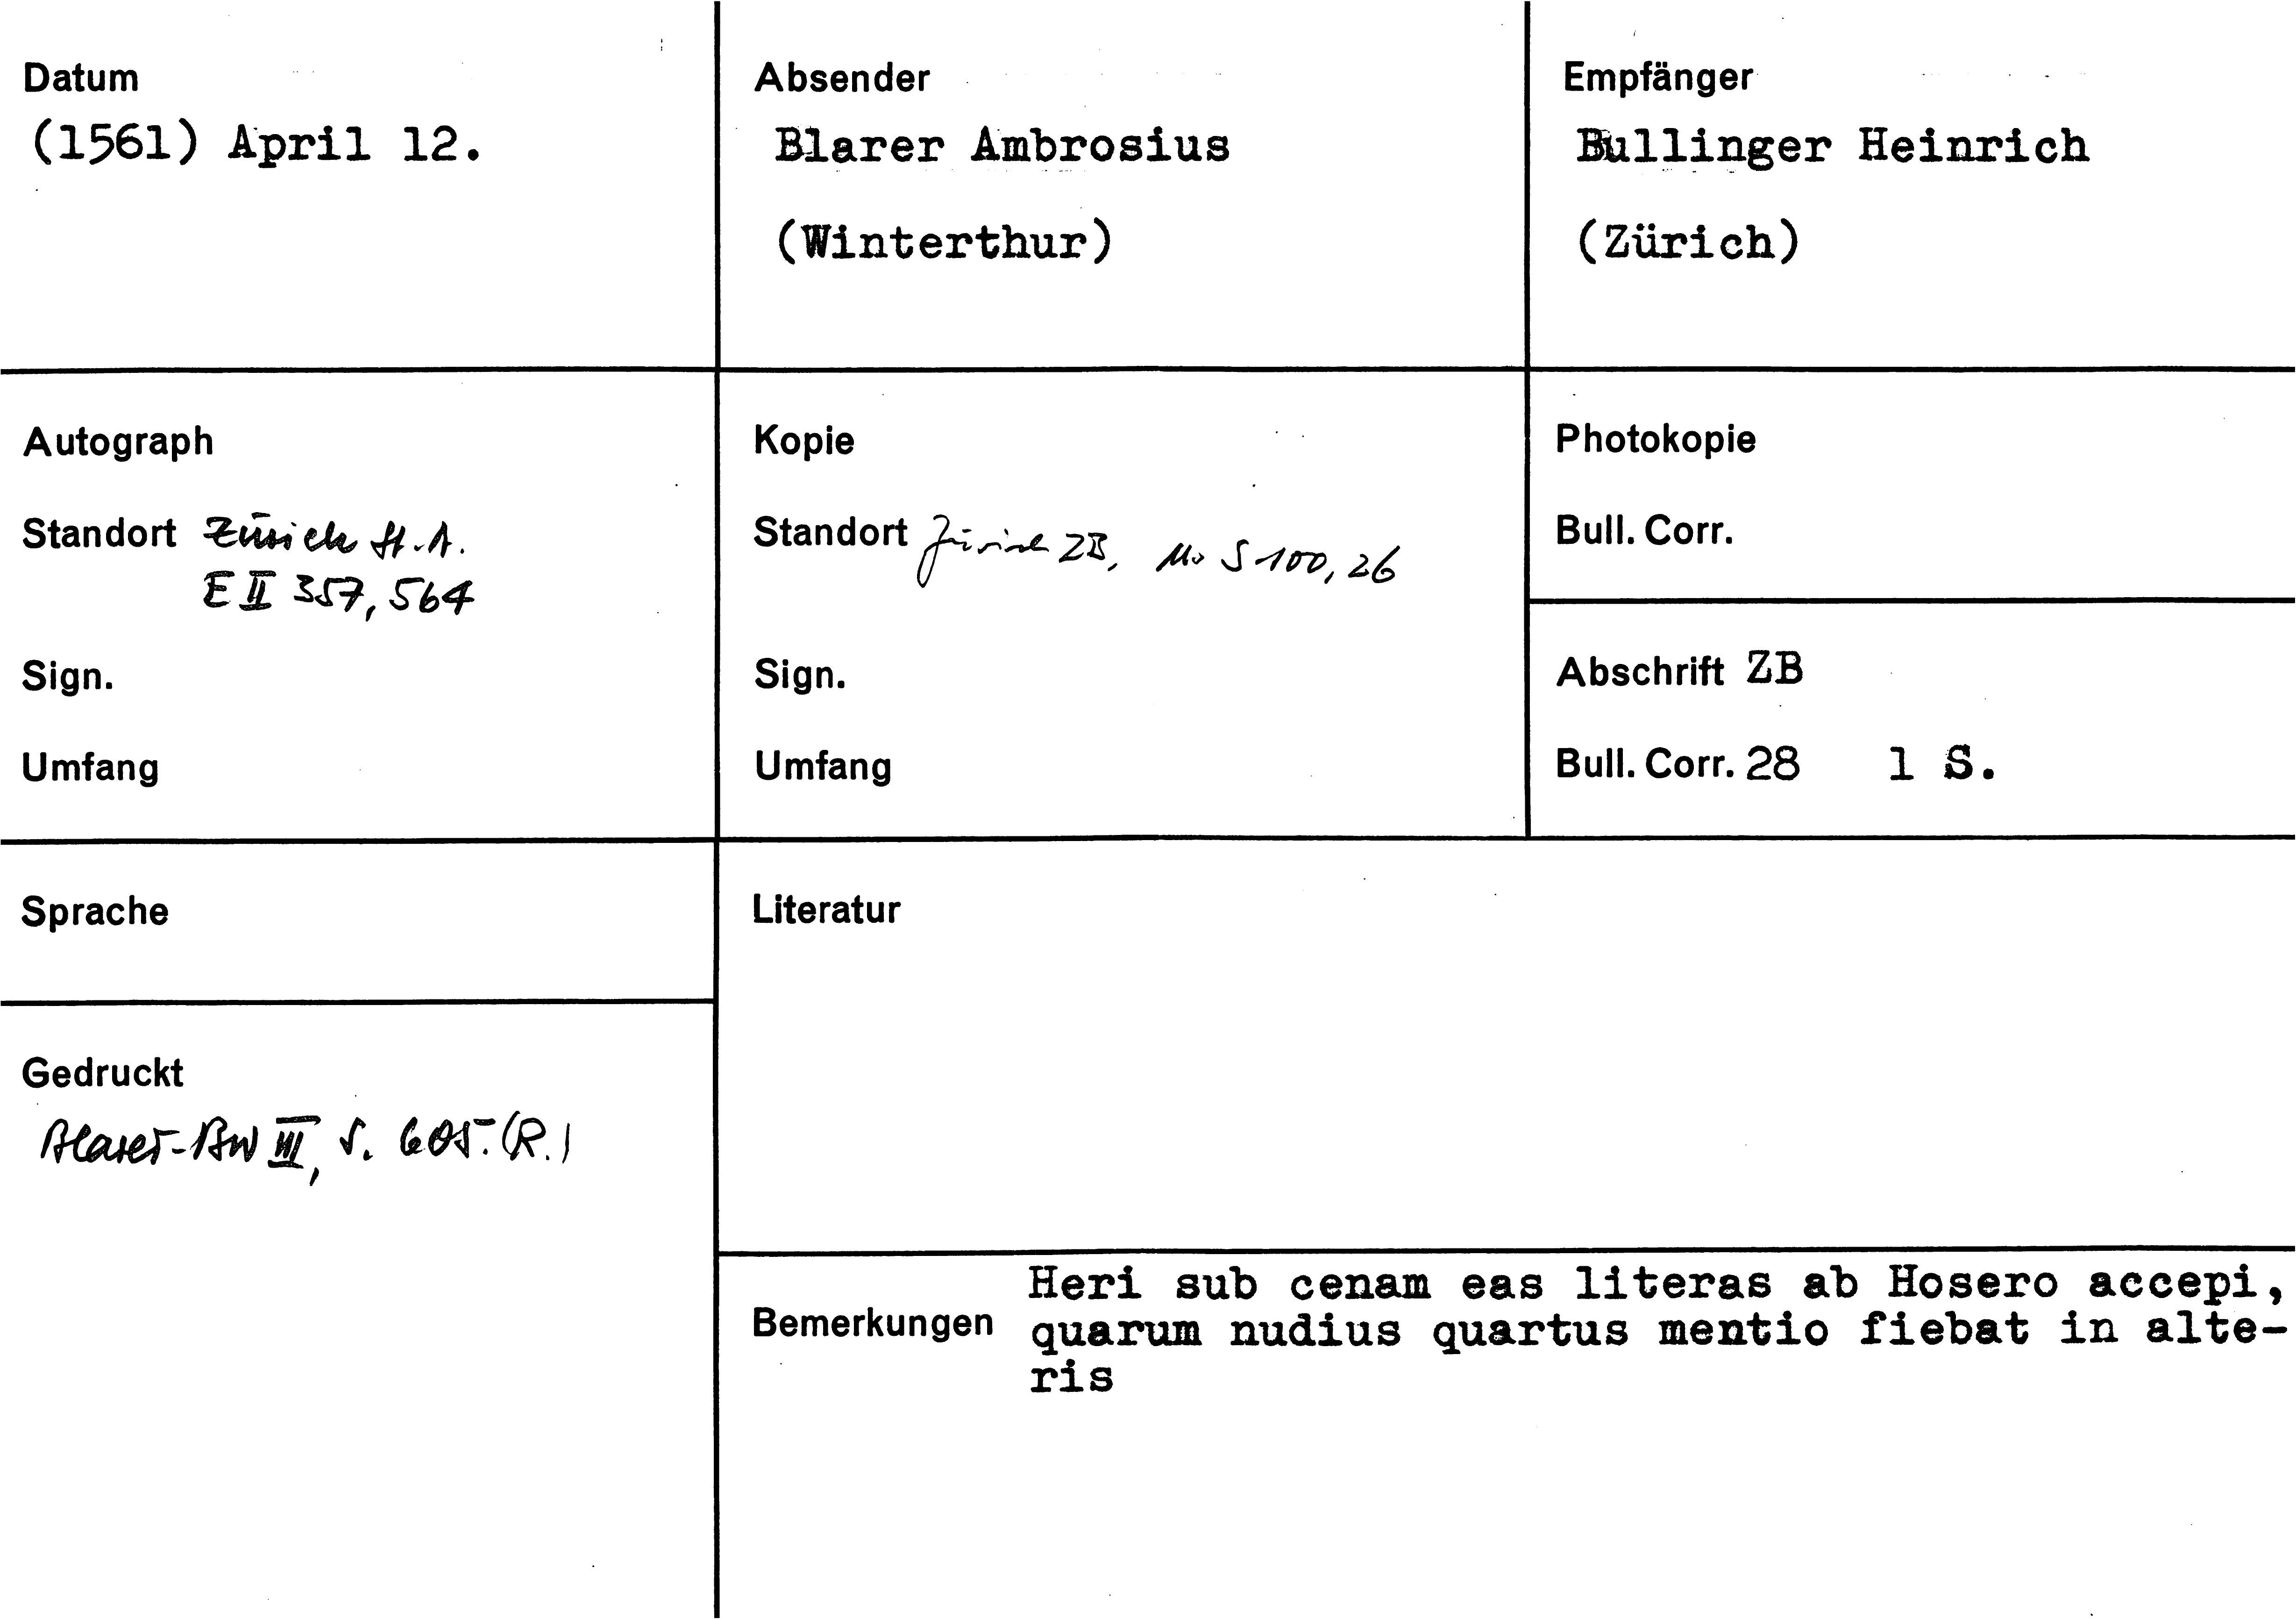 Datum
(1561) April 12.
Absender
Blarer Ambrosius
(Winterthur)
Empfänger
Bullinger Heinrich
(Zürich)
Autograph
Standort Zürich St.A.
E II 357, 564
Sign.
Umfang
Kopie
Standort Zürich ZB, Ms S 100, 26
Sign.
Umfang
Photokopie
Bull. Corr.
Abschrift ZB
Bull. Corr. 28 1 S.
Sprache
Literatur
Gedruckt
Blarer-BW III, S. 605. (R.)
Bemerkungen
Heri sub cenam eas literas ab Hosero accepi,
quarum nudius quartus mentio fiebat in alte-
ris